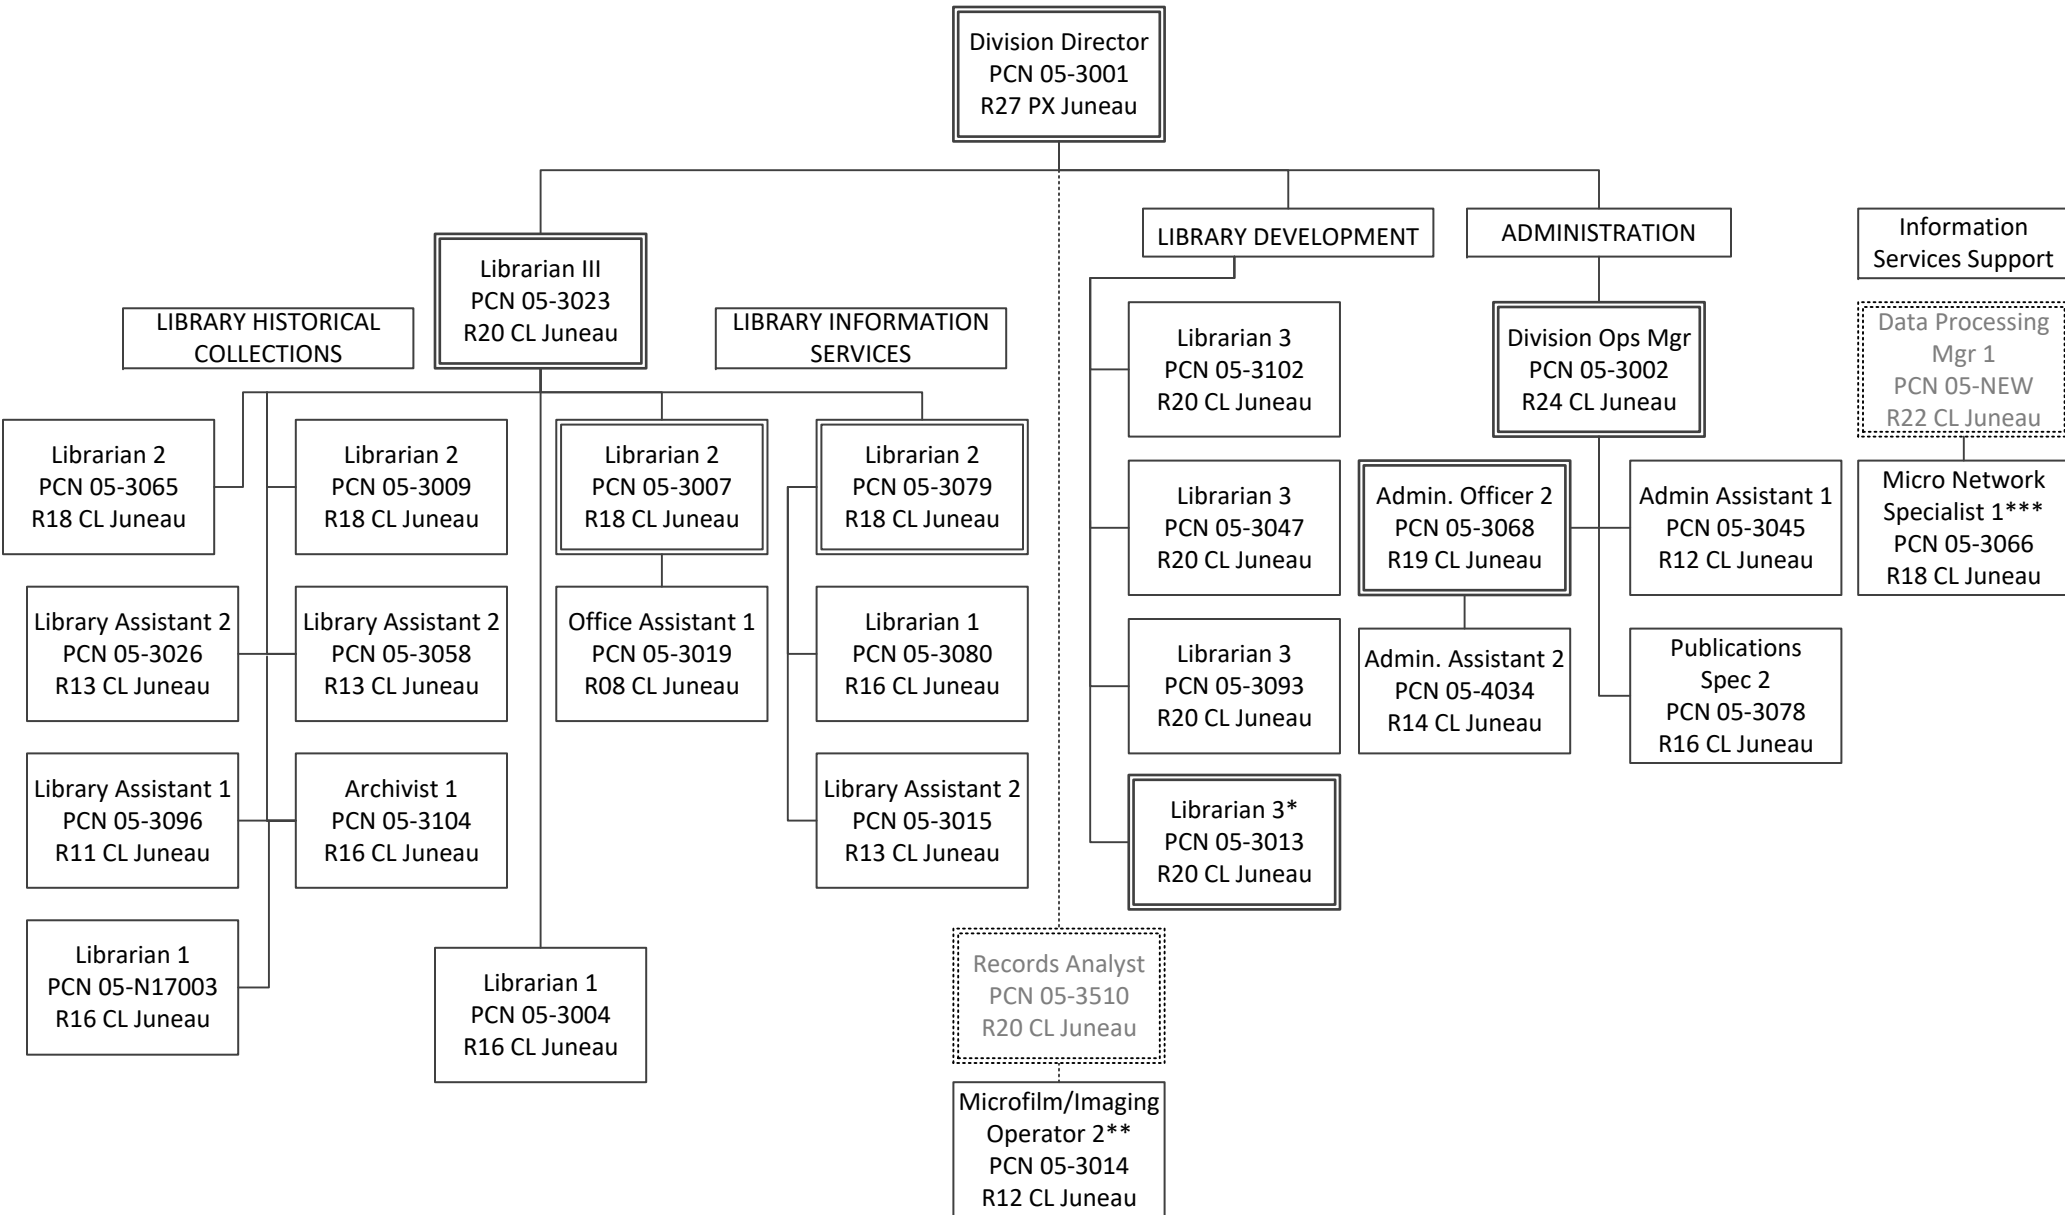 Division Director
PCN 05-3001
R27 PX Juneau
Librarian III
PCN 05-3023
R20 CL Juneau
LIBRARY HISTORICAL
COLLECTIONS
LIBRARY INFORMATION
SERVICES
Librarian 2
PCN 05-3065
R18 CL Juneau
Librarian 2
PCN 05-3009
R18 CL Juneau
Librarian 2
PCN 05-3007
R18 CL Juneau
Librarian 2
PCN 05-3079
R18 CL Juneau
Library Assistant 2
PCN 05-3026
R13 CL Juneau
Library Assistant 2
PCN 05-3058
R13 CL Juneau
Office Assistant 1
PCN 05-3019
R08 CL Juneau
Librarian 1
PCN 05-3080
R16 CL Juneau
Library Assistant 1
PCN 05-3096
R11 CL Juneau
Archivist 1
PCN 05-3104
R16 CL Juneau
Library Assistant 2
PCN 05-3015
R13 CL Juneau
Librarian 1
PCN 05-N17003
R16 CL Juneau
Librarian 1
PCN 05-3004
R16 CL Juneau
Records Analyst
PCN 05-3510
R20 CL Juneau
Microfilm/Imaging
Operator 2**
PCN 05-3014
R12 CL Juneau
LIBRARY DEVELOPMENT
Librarian 3
PCN 05-3102
R20 CL Juneau
Librarian 3
PCN 05-3047
R20 CL Juneau
Librarian 3
PCN 05-3093
R20 CL Juneau
Librarian 3*
PCN 05-3013
R20 CL Juneau
ADMINISTRATION
Division Ops Mgr
PCN 05-3002
R24 CL Juneau
Admin. Officer 2
PCN 05-3068
R19 CL Juneau
Admin Assistant 1
PCN 05-3045
R12 CL Juneau
Admin. Assistant 2
PCN 05-4034
R14 CL Juneau
Publications
Spec 2
PCN 05-3078
R16 CL Juneau
Information
Services Support
Data Processing
Mgr 1
PCN 05-NEW
R22 CL Juneau
Micro Network
Specialist 1***
PCN 05-3066
R18 CL Juneau